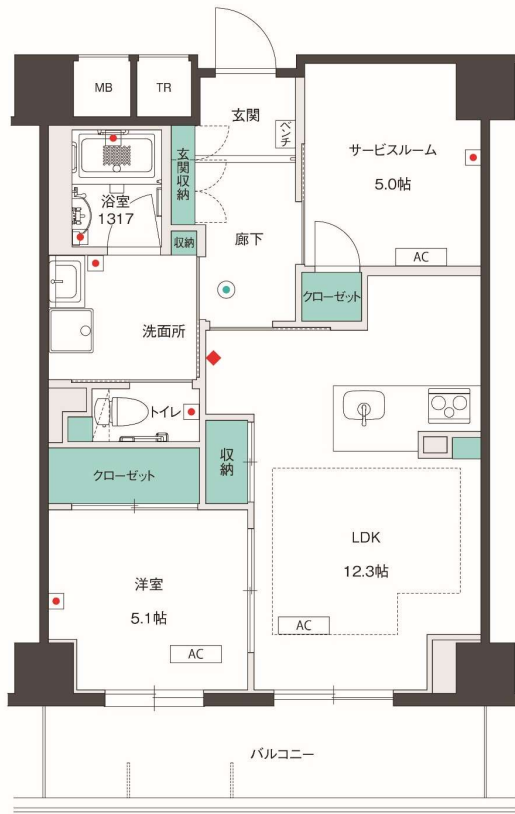 MB
TR
玄関
ベンチ
サービスルーム
5.0帖
玄関収納
浴室
1317
収納
廊下
AC
クローゼット
洗面所
トイレ
収納
クローゼット
LDK
12.3帖
洋室
5.1帖
AC
AC
バルコニー